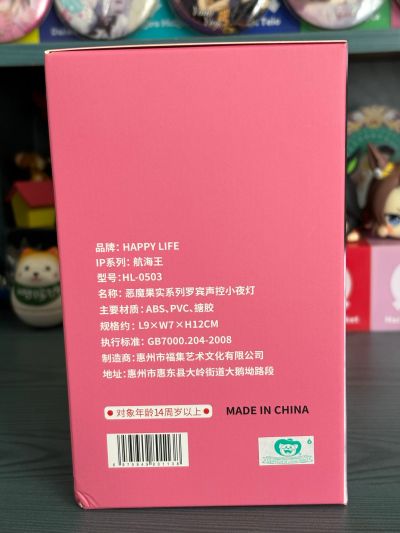 品牌: HAPPY LIFE
IP系列: 航海王
型号: HL-0503
名称: 恶魔果实系列罗宾声控小夜灯
主要材质: ABS、PVC、搪胶
规格约: L9×W7×H12CM
执行标准: GB7000.204-2008
制造商: 惠州市福集艺术文化有限公司
地址: 惠州市惠东县大岭街道大鹅坳路段
对象年龄14周岁以上
MADE IN CHINA
6